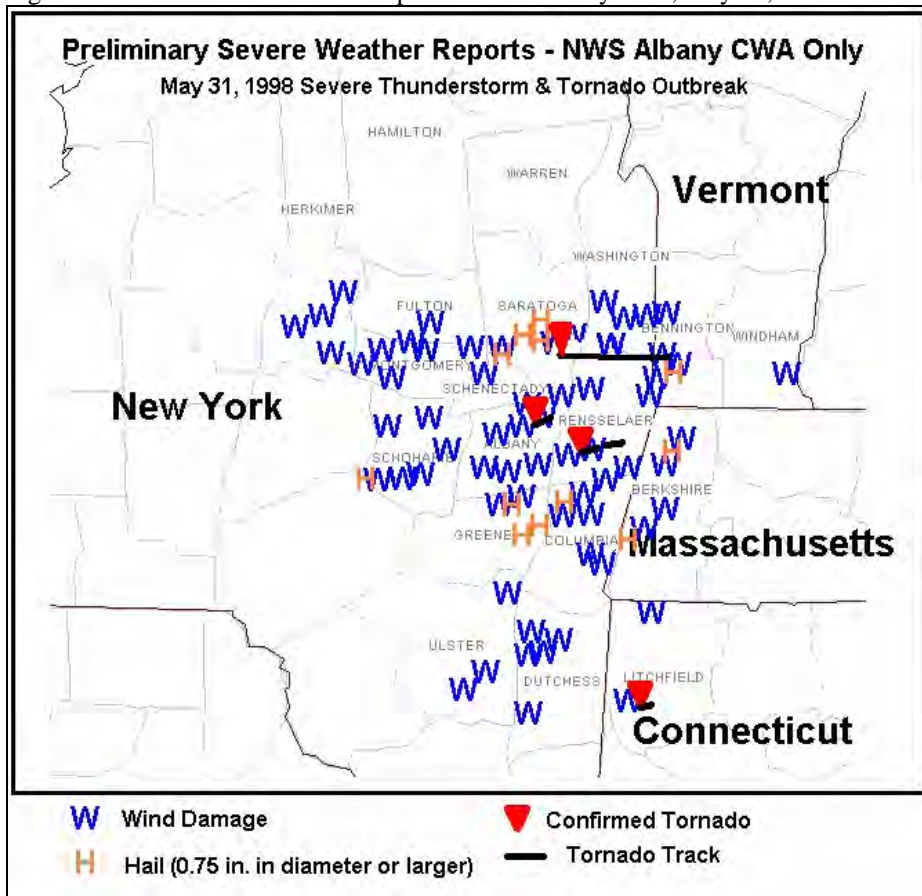 Preliminary Severe Weather Reports - NWS Albany CWA Only
May 31, 1998 Severe Thunderstorm & Tornado Outbreak
HAMILTON
WARREN
Vermont
HERKIMER
WASHINGTON
FULTON
SARATOGA
BENNINGTON
WINDHAM
MONTGOMERY
SCHENECTADY
New York
RENSSELAER
ALBANY
SCHOHARIE
BERKSHIRE
GREENE
COLUMBIA
Massachusetts
ULSTER
DUTCHESS
LITCHFIELD
Connecticut
W Wind Damage
Confirmed Tornado
H Hail (0.75 in. in diameter or larger)
Tornado Track